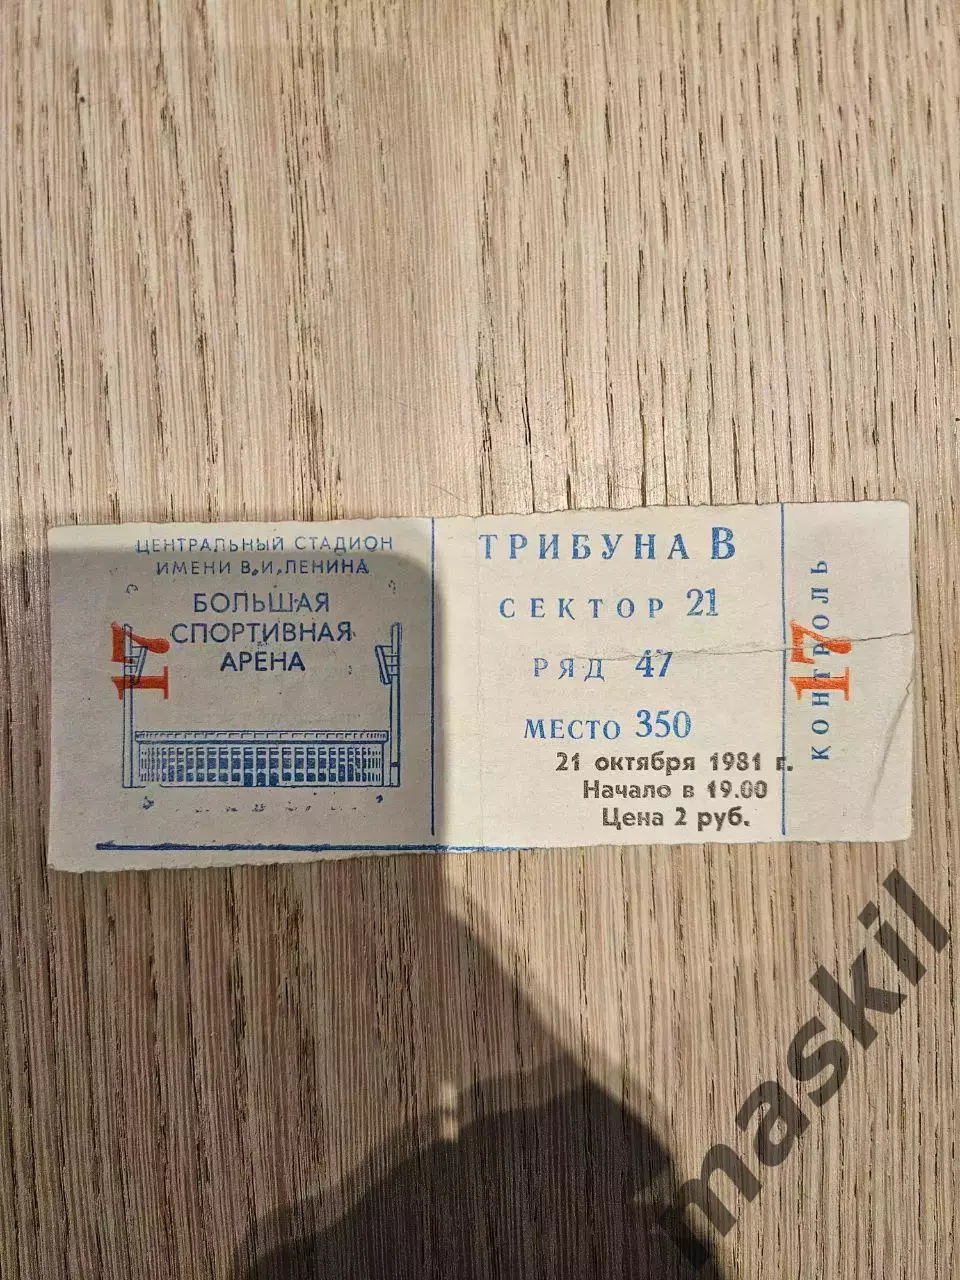 ЦЕНТРАЛЬНЫЙ СТАДИОН
ИМЕНИ В.И.ЛЕНИНА
БОЛЬШАЯ
СПОРТИВНАЯ
АРЕНА
17
ТРИБУНА В
СЕКТОР 21
РЯД 47
МЕСТО 350
21 октября 1981 г.
Начало в 19.00
Цена 2 руб.
КОНТРОЛЬ
17
maskil